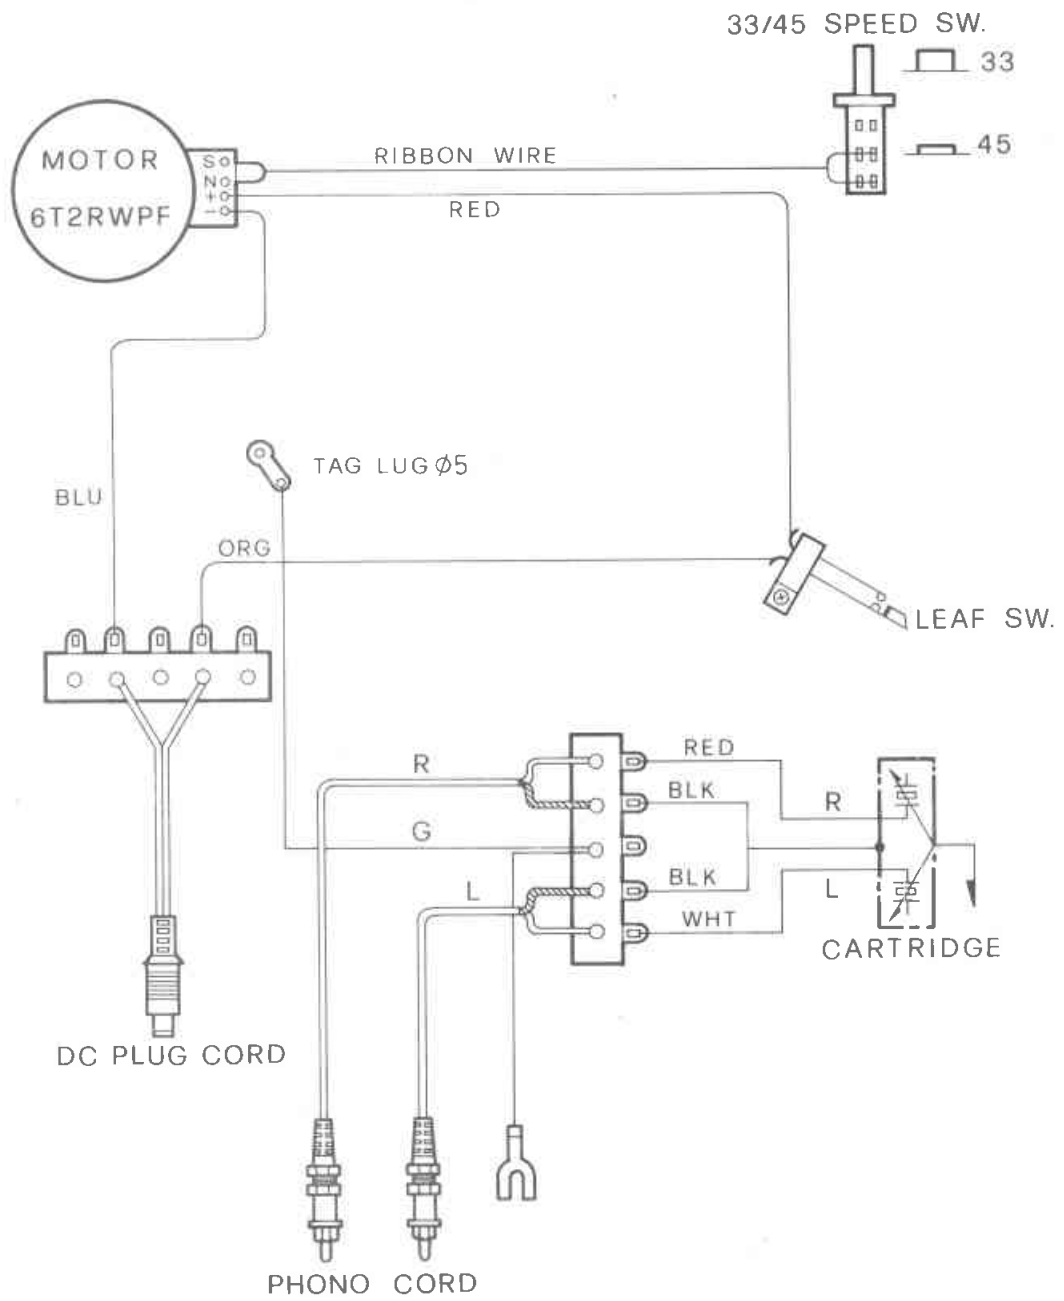 33/45 SPEED SW.
33
45
MOTOR
6T2RWPF
S
N
+
-
RIBBON WIRE
RED
TAG LUG ϕ5
BLU
ORG
LEAF SW.
R
G
L
RED
BLK
BLK
WHT
R
L
CARTRIDGE
DC PLUG CORD
PHONO CORD